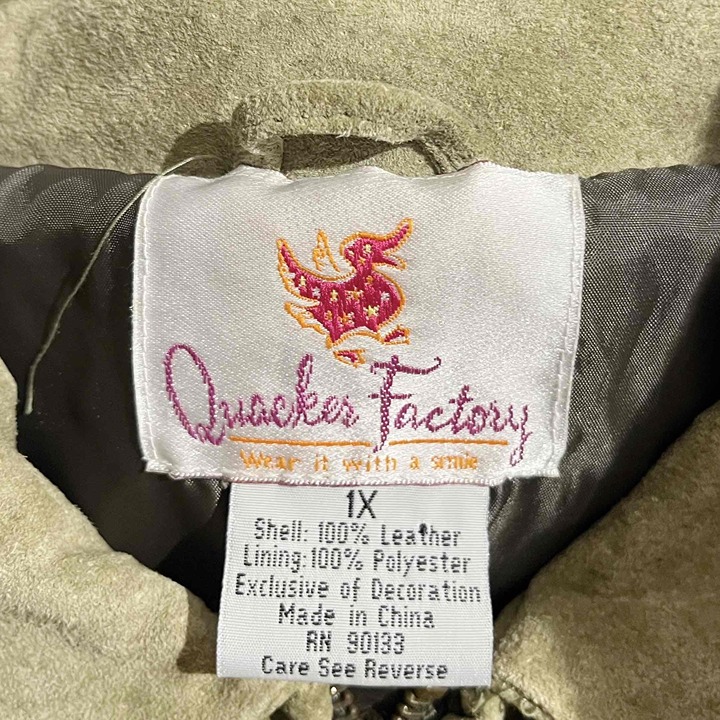 Quacker Factory
Wear it with a smile
1X
Shell: 100% Leather
Lining:100% Polyester
Exclusive of Decoration
Made in China
RN 90133
Care See Reverse